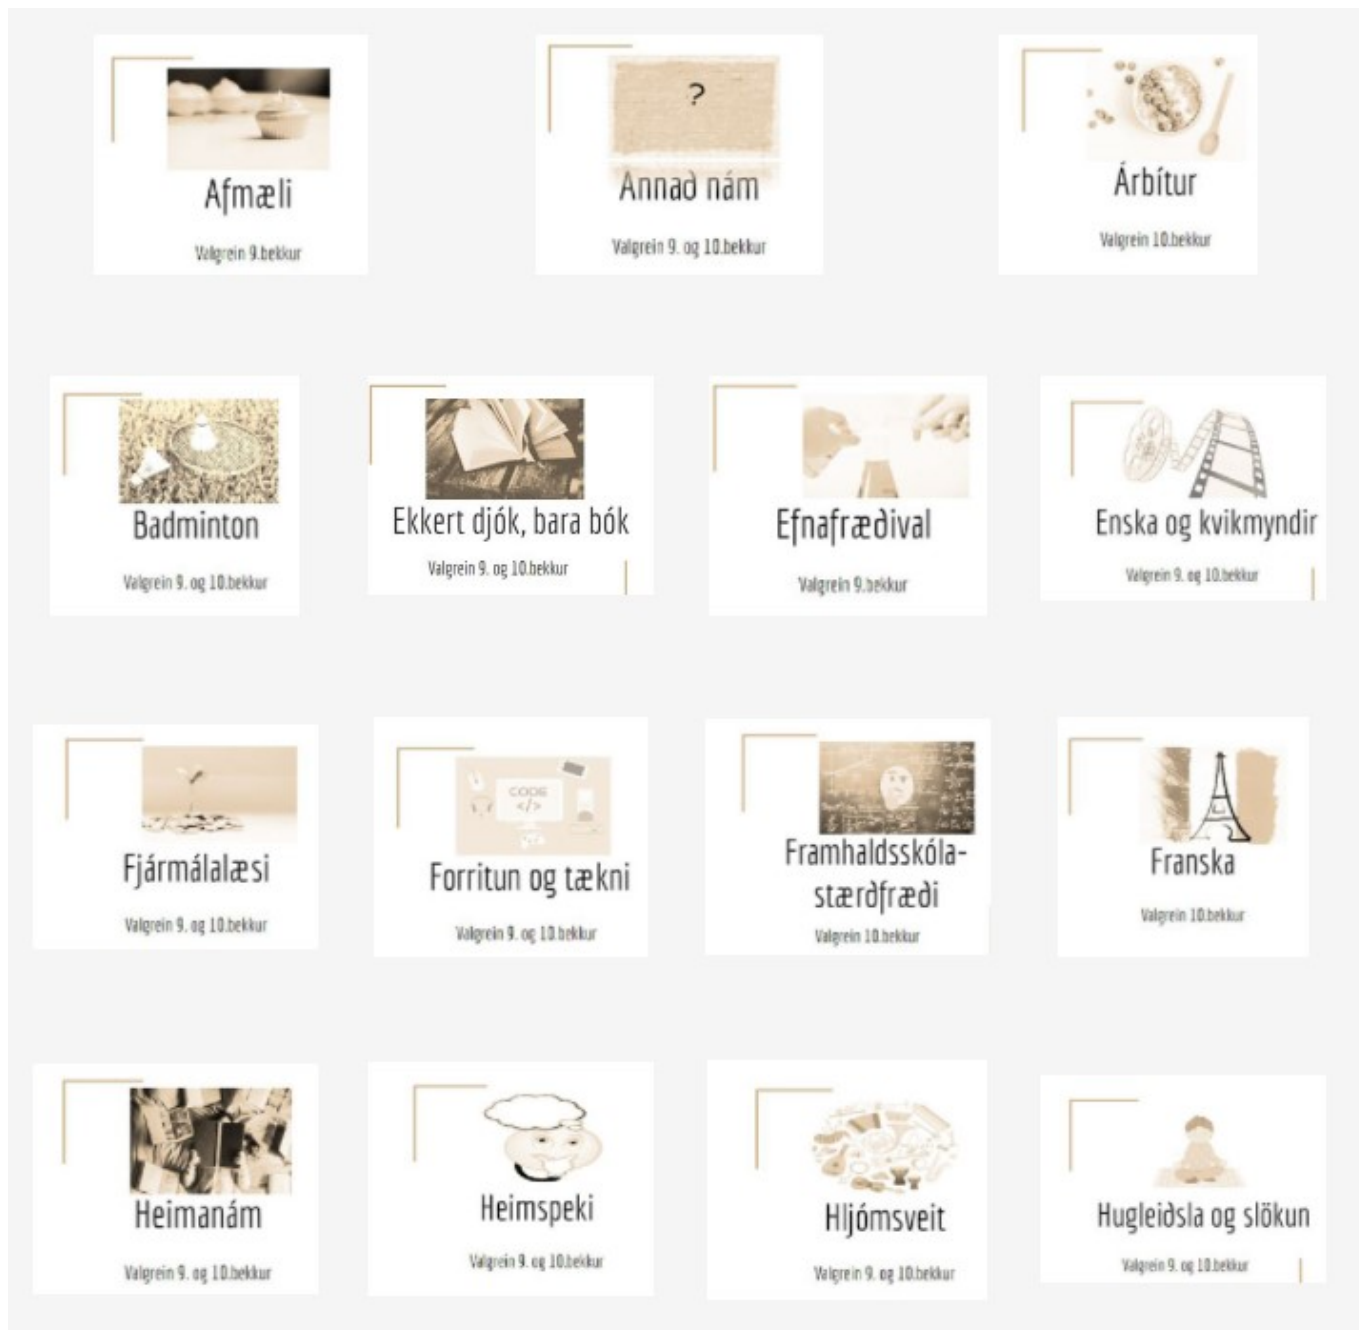 Afmæli
Valgrein 9.bekkur
?
Annað nám
Valgrein 9. og 10.bekkur
Árbítur
Valgrein 10.bekkur
Badminton
Valgrein 9. og 10.bekkur
Ekkert djók, bara bók
Valgrein 9. og 10.bekkur
Efnafræðival
Valgrein 9.bekkur
Enska og kvikmyndir
Valgrein 9. og 10.bekkur
Fjármálalæsi
Valgrein 9. og 10.bekkur
CODE
</>
Forritun og tækni
Valgrein 9. og 10.bekkur
Framhaldsskóla-
stærðfræði
Valgrein 10.bekkur
Franska
Valgrein 10.bekkur
Heimanám
Valgrein 9. og 10.bekkur
Heimspeki
Valgrein 9. og 10.bekkur
Hljómsveit
Valgrein 9. og 10.bekkur
Hugleiðsla og slökun
Valgrein 9. og 10.bekkur